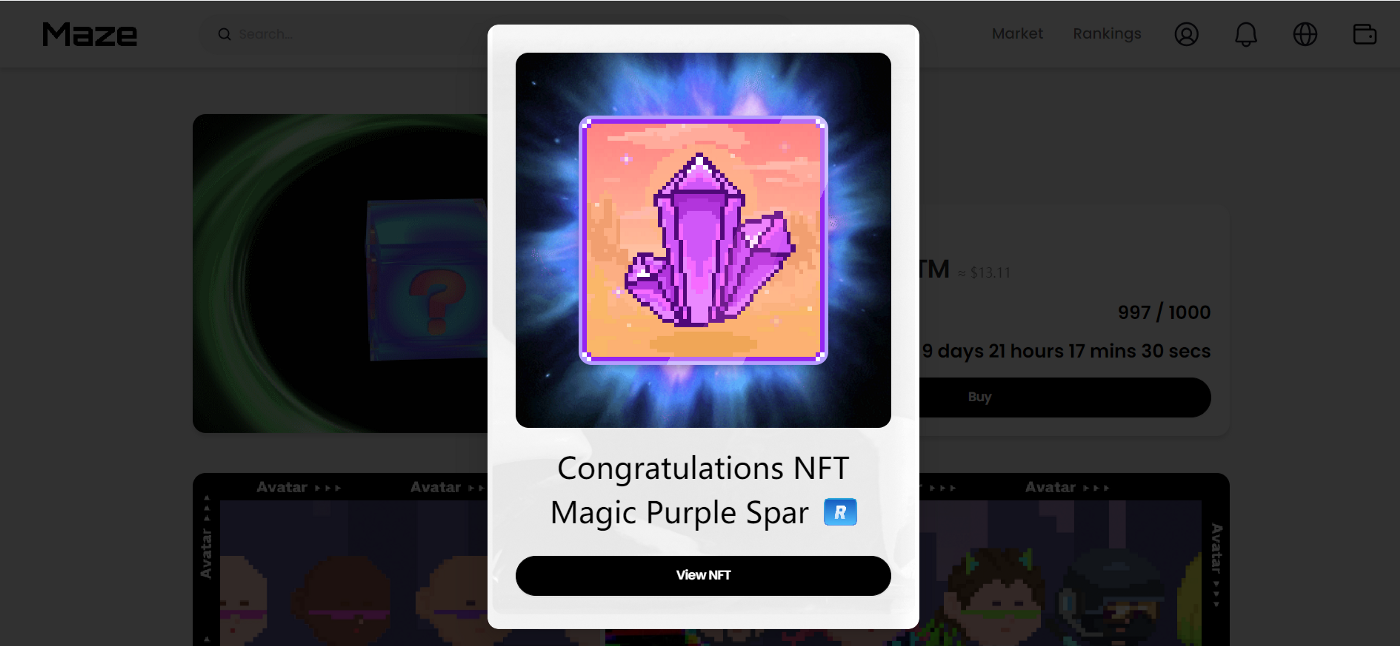 Maze
Search...
Market
Rankings
TM ≈ $13.11
997 / 1000
9 days 21 hours 17 mins 30 secs
Buy
Congratulations NFT
Magic Purple Spar R
View NFT
Avatar
Avatar
Avatar
Avatar
Avatar